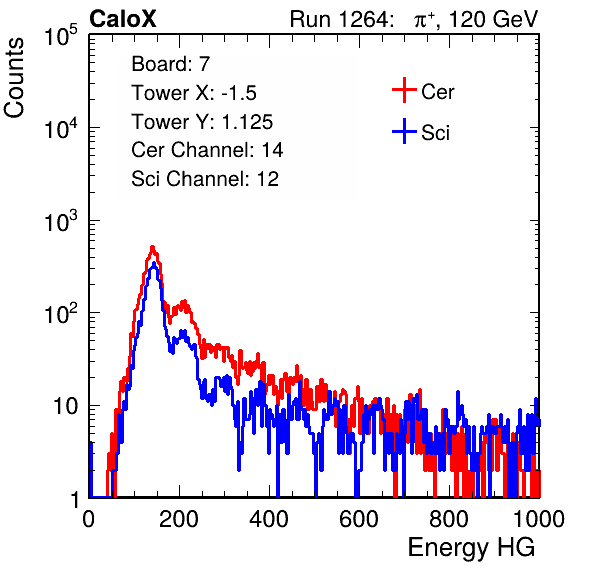 CaloX Run 1264: π⁺, 120 GeV
Counts
10⁵
10⁴
10³
10²
10
1
Board: 7
Tower X: -1.5
Tower Y: 1.125
Cer Channel: 14
Sci Channel: 12
Cer
Sci
0 200 400 600 800 1000
Energy HG